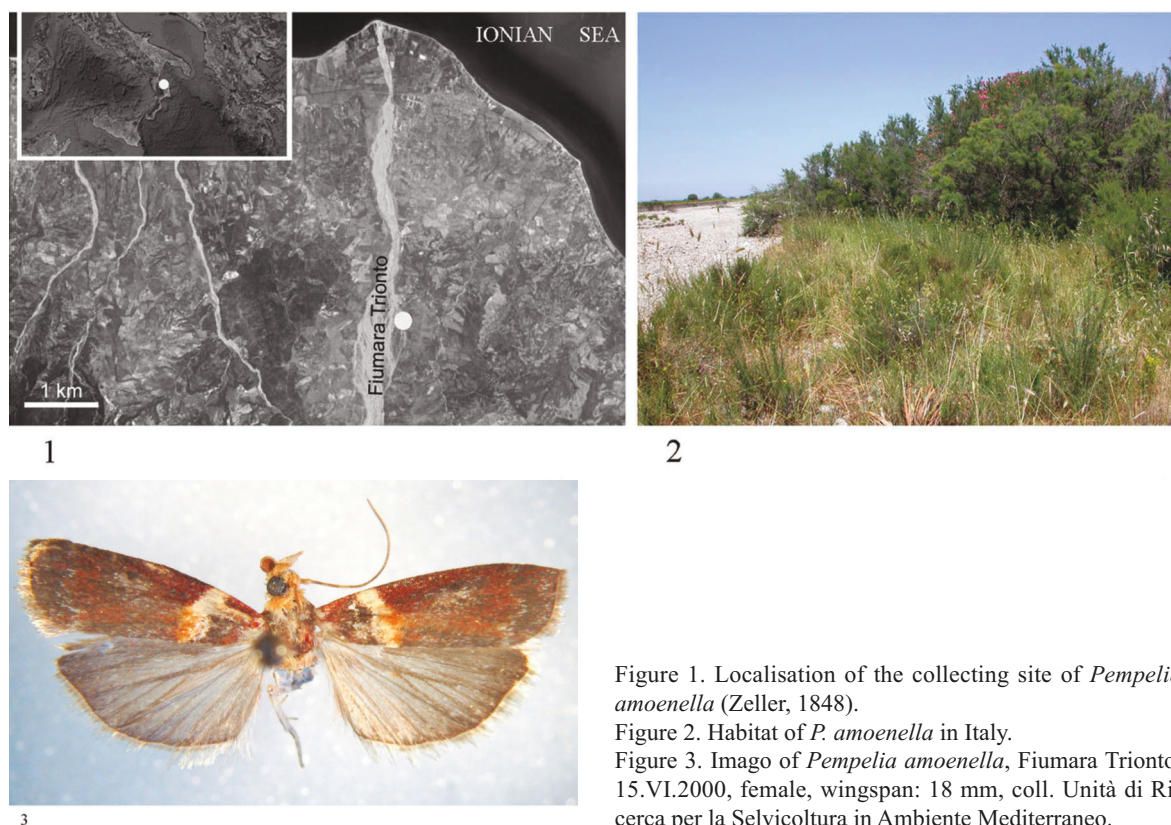 IONIAN SEA
Fiumara Trionto
1 km
1
2
3
Figure 1. Localisation of the collecting site of Pempelia
amoenella (Zeller, 1848).
Figure 2. Habitat of P. amoenella in Italy.
Figure 3. Imago of Pempelia amoenella, Fiumara Trionto
15.VI.2000, female, wingspan: 18 mm, coll. Unità di Ri
cerca per la Selvicoltura in Ambiente Mediterraneo.